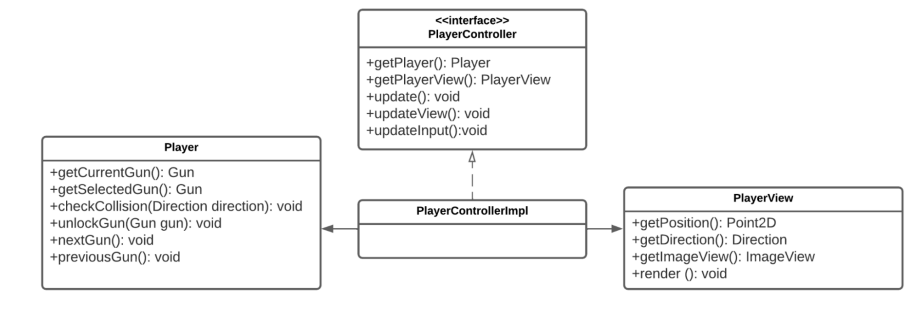 <<interface>>
PlayerController
+getPlayer(): Player
+getPlayerView(): PlayerView
+update(): void
+updateView(): void
+updateInput():void
Player
+getCurrentGun(): Gun
+getSelectedGun(): Gun
+checkCollision(Direction direction): void
+unlockGun(Gun gun): void
+nextGun(): void
+previousGun(): void
PlayerControllerImpl
PlayerView
+getPosition(): Point2D
+getDirection(): Direction
+getImageView(): ImageView
+render (): void